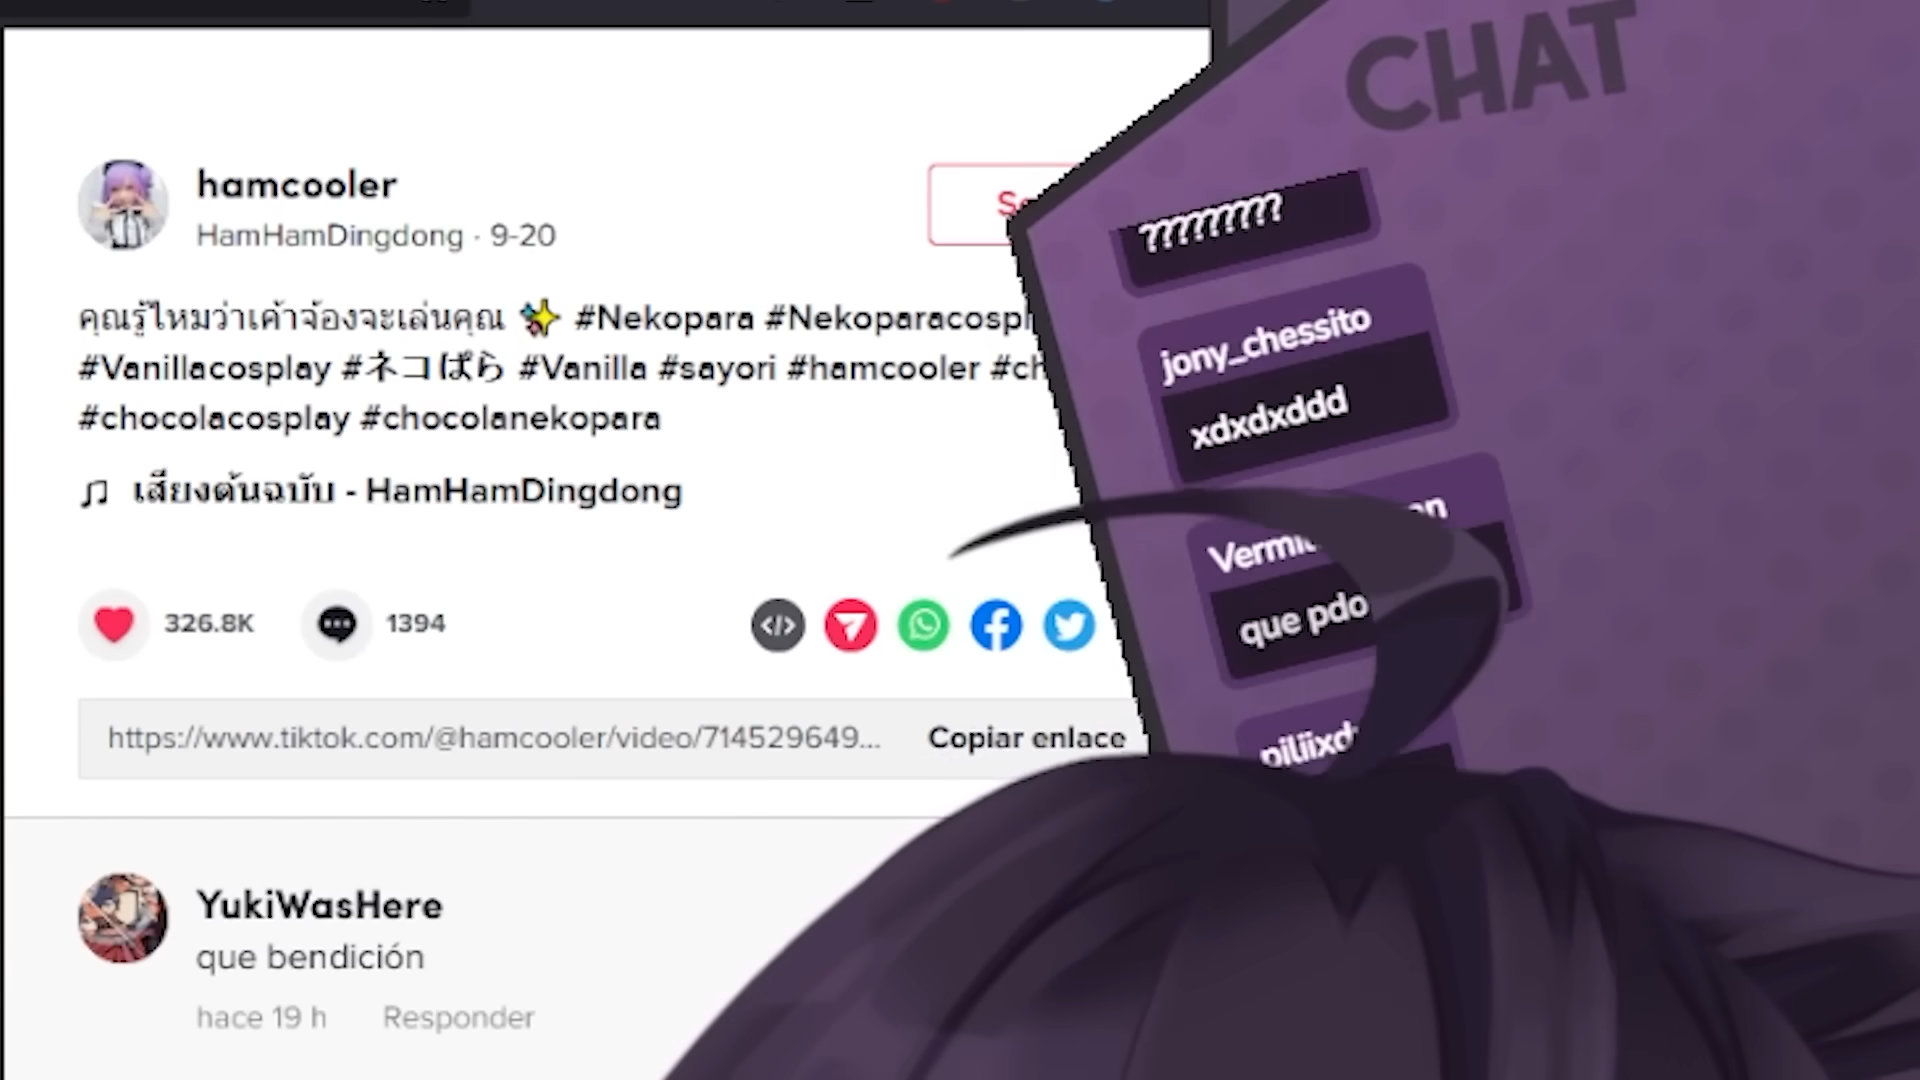 hamcooler
HamHamDingdong · 9-20
คุณรู้ไหมว่าเค้าจ้องจะเล่นคุณ ✨ #Nekopara
#Vanillacosplay #ネコぱら #Vanilla #sayori #hamcooler
#chocolacosplay #chocolanekopara
♫ เสียงต้นฉบับ - HamHamDingdong
326.8K 1394
https://www.tiktok.com/@hamcooler/video/714529649... Copiar enlace
YukiWasHere
que bendición
hace 19 h Responder
CHAT
?????????
jony_chessito
xdxdxddd
que pdo